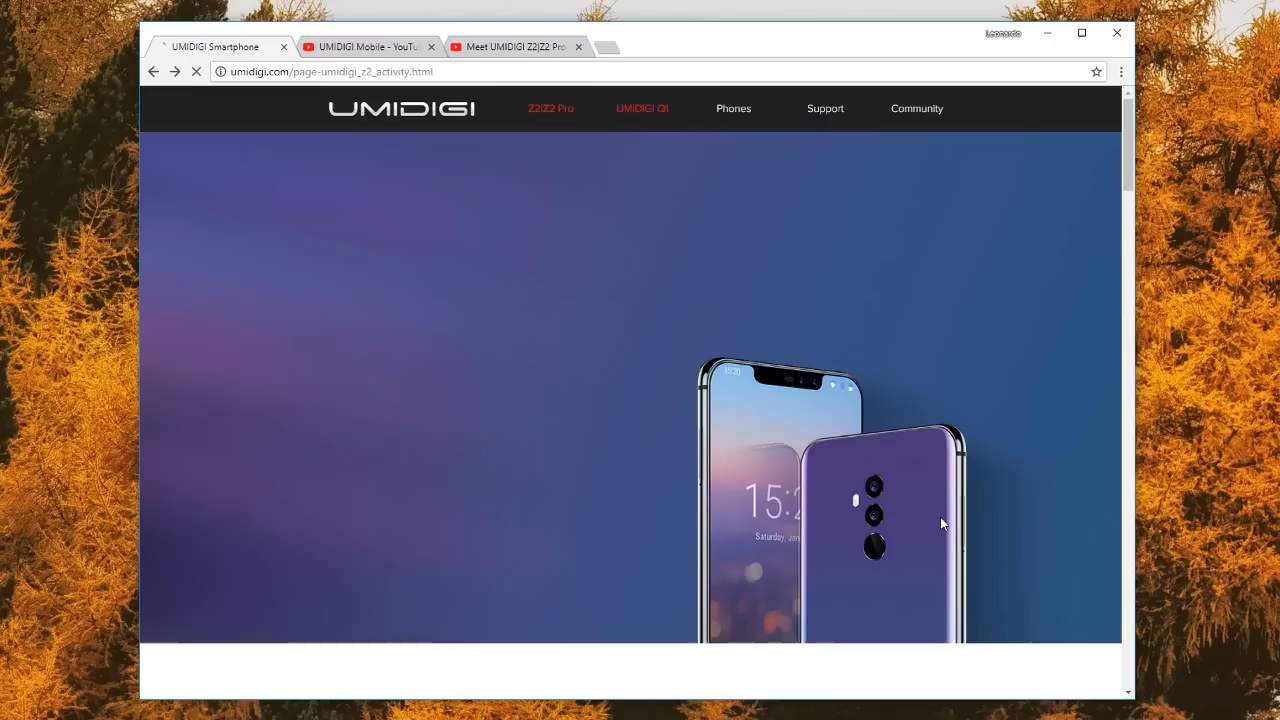 Leonardo
UMIDIGI Smartphone
UMIDIGI Mobile - YouTu
Meet UMIDIGI Z2|Z2 Pro
umidigi.com/page-umidigi_z2_activity.html
UMIDIGI
Z2|Z2 Pro
UMIDIGI Q1
Phones
Support
Community
15:20
15:2
Saturday, Jan